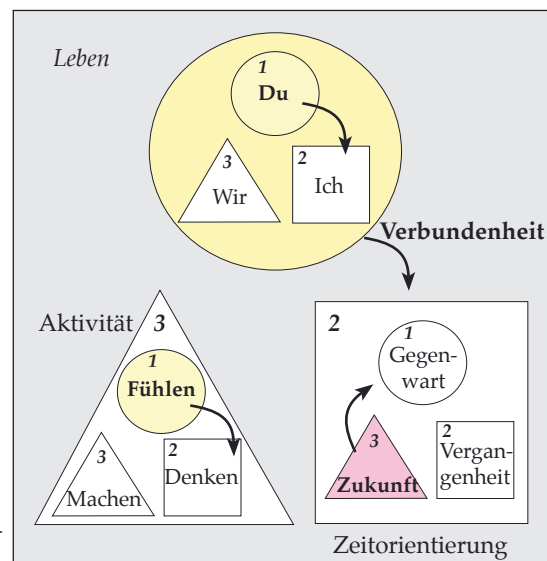 Leben
1
Du
2
Ich
3
Wir
Verbundenheit
Aktivität
3
1
Fühlen
2
Denken
3
Machen
2
1
Gegen-
wart
2
Vergan-
genheit
3
Zukunft
Zeitorientierung